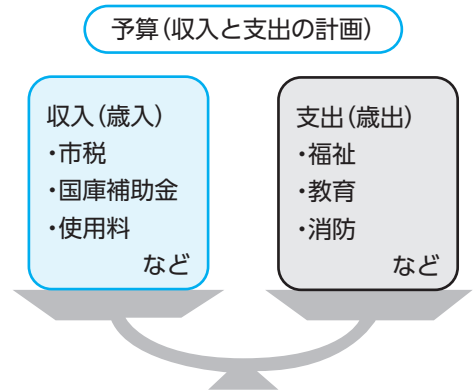 予算(収入と支出の計画)
収入(歳入)
・市税
・国庫補助金
・使用料
など
支出(歳出)
・福祉
・教育
・消防
など